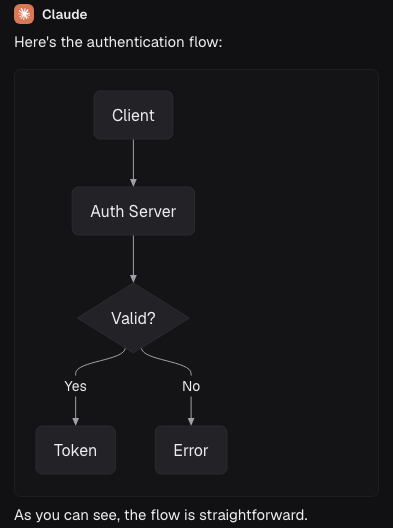 Claude
Here's the authentication flow:
Client
Auth Server
Valid?
Yes
No
Token
Error
As you can see, the flow is straightforward.